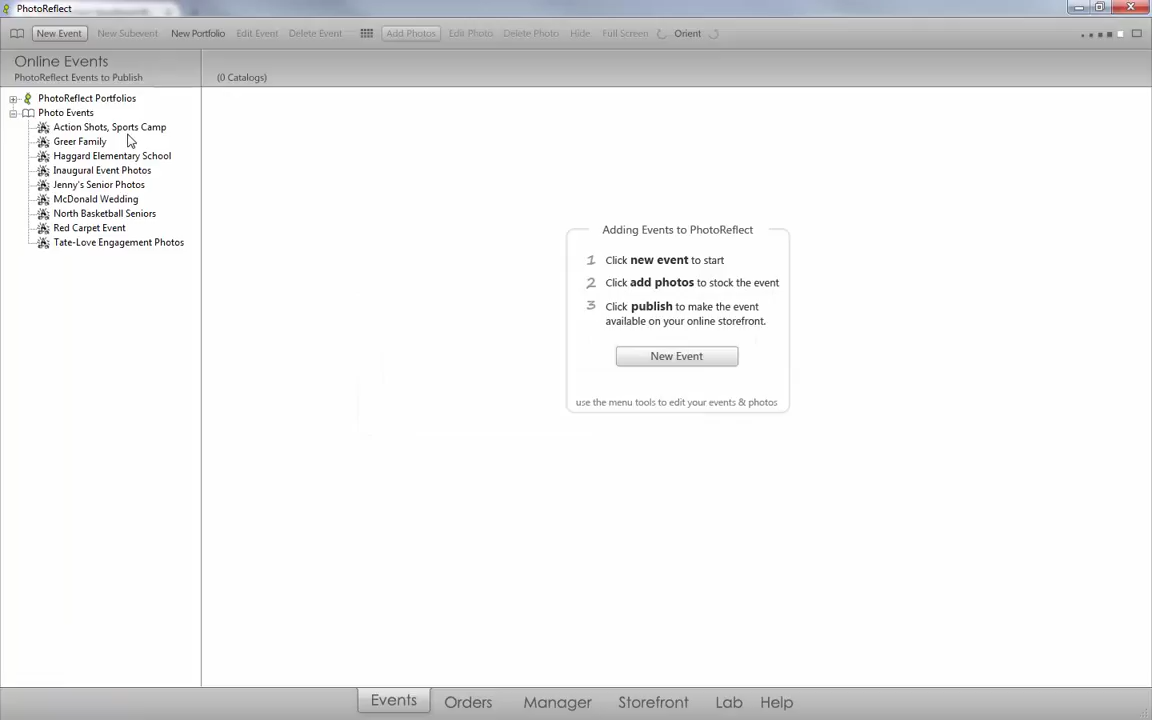 PhotoReflect
New Event New Subevent New Portfolio Edit Event Delete Event Add Photos Edit Photo Delete Photo Hide Full Screen Orient
Online Events
PhotoReflect Events to Publish
(0 Catalogs)
PhotoReflect Portfolios
Photo Events
Action Shots, Sports Camp
Greer Family
Haggard Elementary School
Inaugural Event Photos
Jenny's Senior Photos
McDonald Wedding
North Basketball Seniors
Red Carpet Event
Tate-Love Engagement Photos
Adding Events to PhotoReflect
1 Click new event to start
2 Click add photos to stock the event
3 Click publish to make the event
available on your online storefront.
New Event
use the menu tools to edit your events & photos
Events Orders Manager Storefront Lab Help